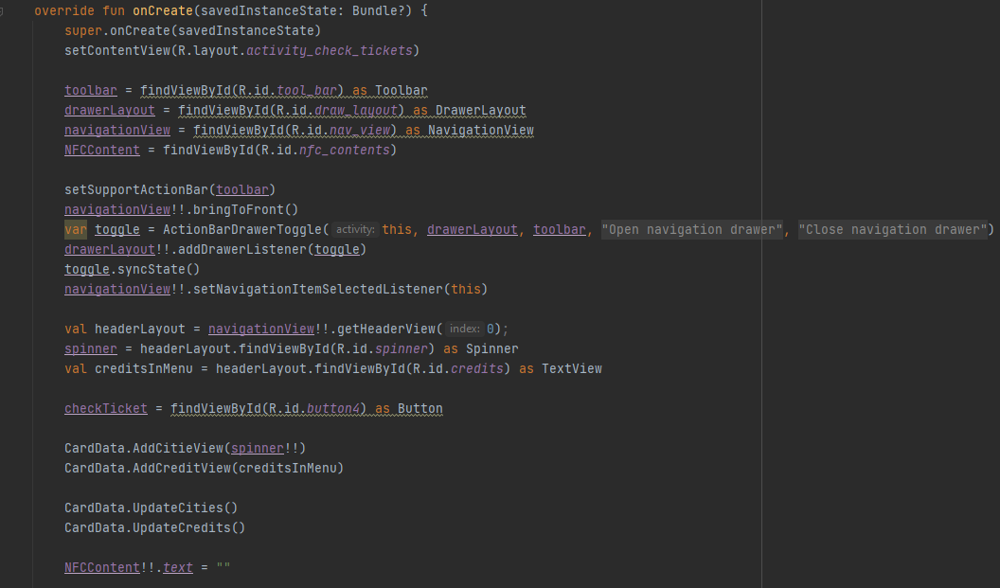 override fun onCreate(savedInstanceState: Bundle?) {
super.onCreate(savedInstanceState)
setContentView(R.layout.activity_check_tickets)
toolbar = findViewById(R.id.tool_bar) as Toolbar
drawerLayout = findViewById(R.id.draw_layout) as DrawerLayout
navigationView = findViewById(R.id.nav_view) as NavigationView
NFCContent = findViewById(R.id.nfc_contents)
setSupportActionBar(toolbar)
navigationView!!.bringToFront()
var toggle = ActionBarDrawerToggle( activity: this, drawerLayout, toolbar, "Open navigation drawer", "Close navigation drawer")
drawerLayout!!.addDrawerListener(toggle)
toggle.syncState()
navigationView!!.setNavigationItemSelectedListener(this)
val headerLayout = navigationView!!.getHeaderView( index: 0);
spinner = headerLayout.findViewById(R.id.spinner) as Spinner
val creditsInMenu = headerLayout.findViewById(R.id.credits) as TextView
checkTicket = findViewById(R.id.button4) as Button
CardData.AddCitieView(spinner!!)
CardData.AddCreditView(creditsInMenu)
CardData.UpdateCities()
CardData.UpdateCredits()
NFCContent!!.text = ""